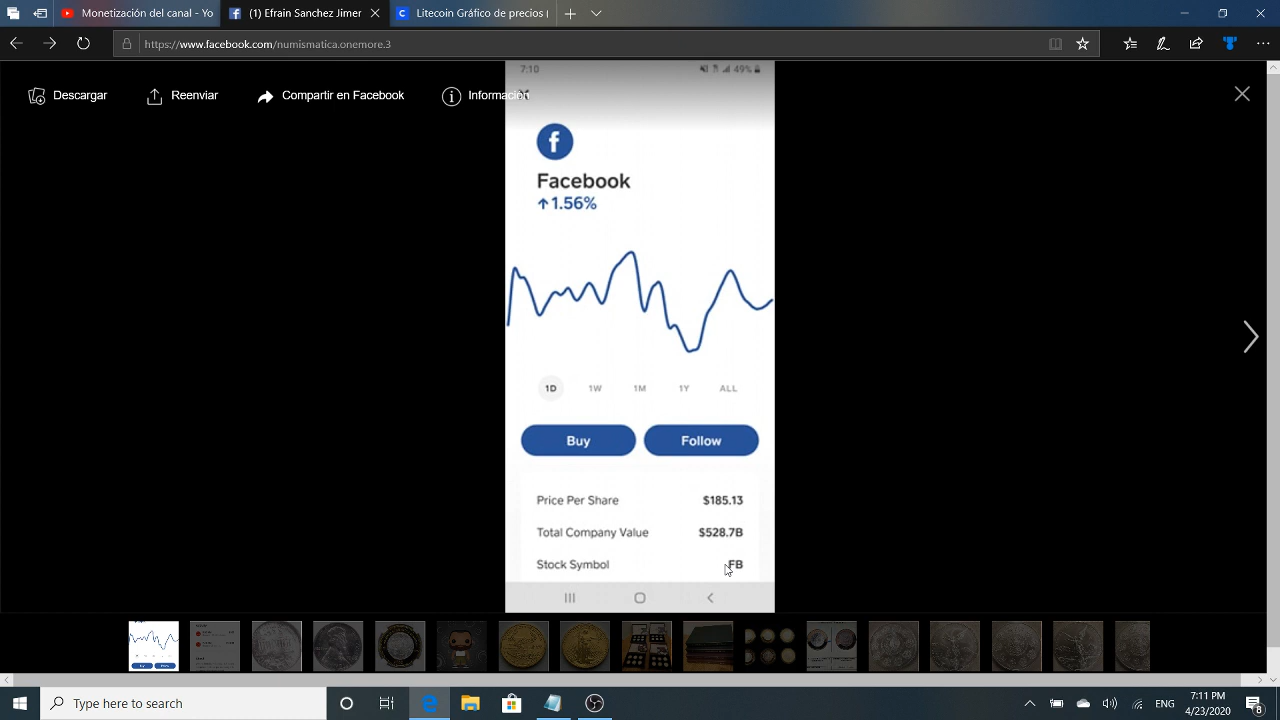 Monetización del canal - Yo
(1) Efrain Sanchez Jimer
Litecoin Gráfico de precios
https://www.facebook.com/numismatica.onemore.3
7:10
49%
Descargar
Reenviar
Compartir en Facebook
Información
f
Facebook
↑1.56%
1D 1W 1M 1Y ALL
Buy
Follow
Price Per Share $185.13
Total Company Value $528.7B
Stock Symbol FB
Type here to search
ENG
7:11 PM
4/23/2020
8